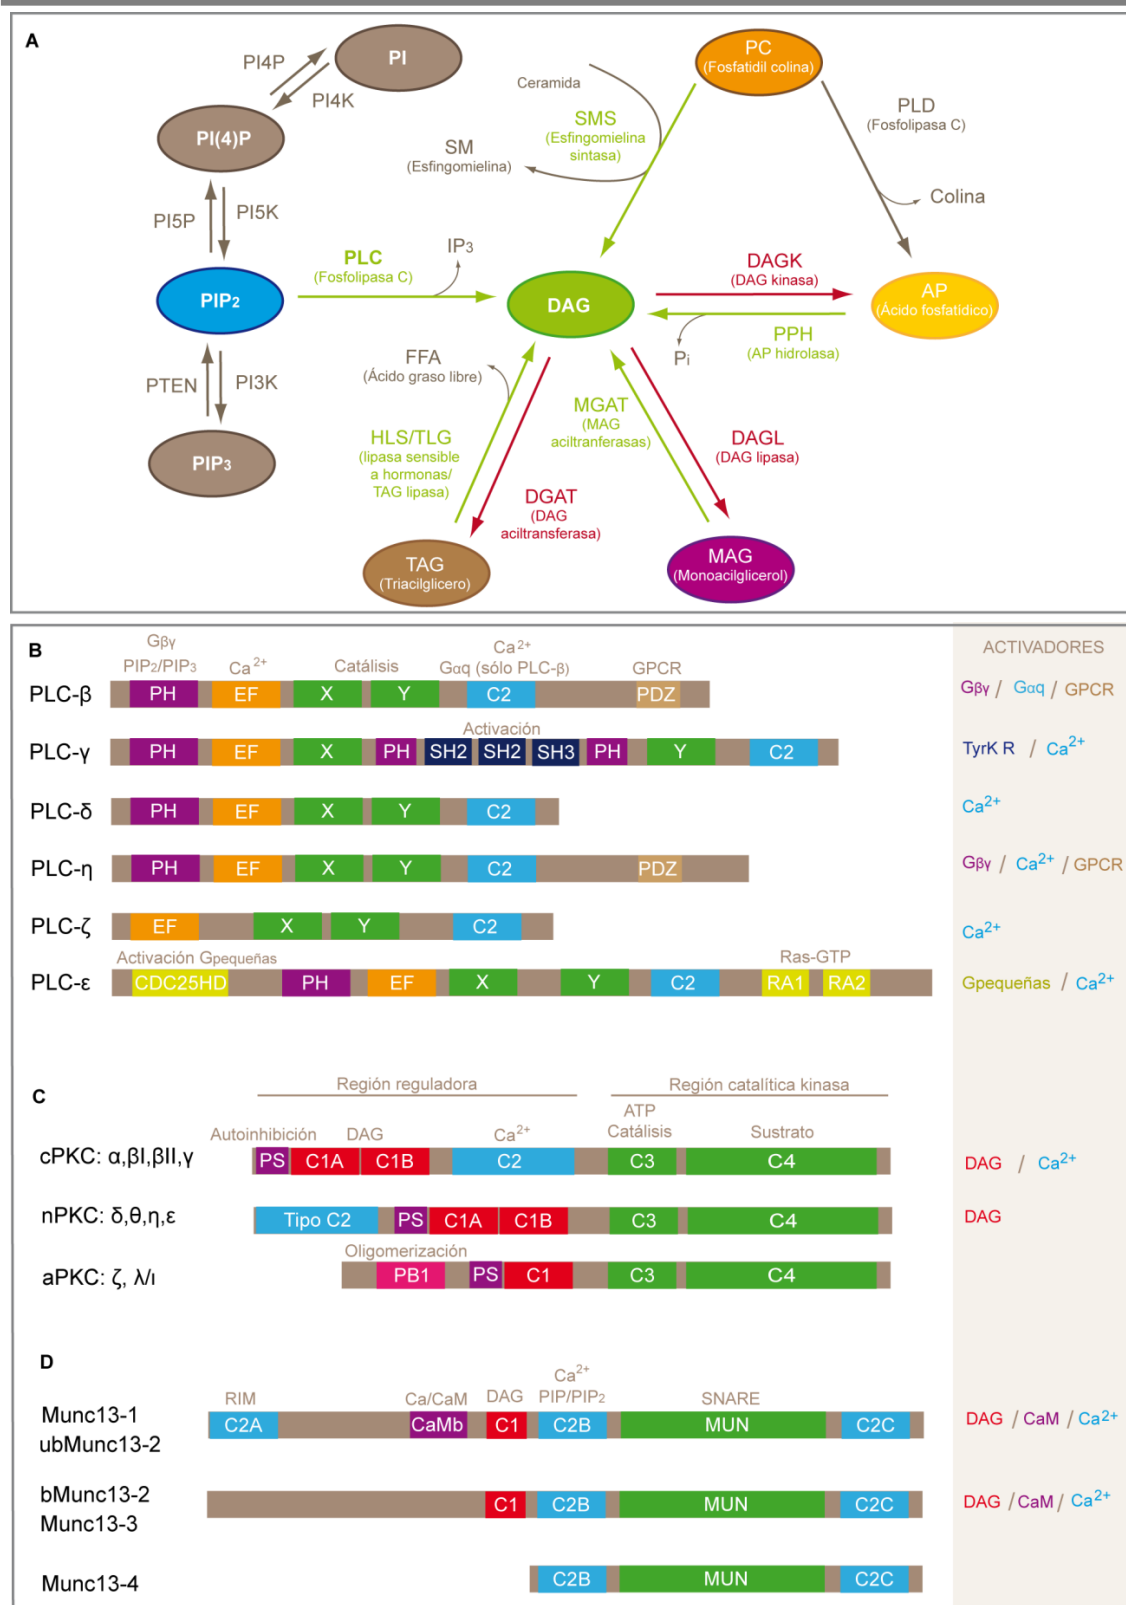 A
PI4P
PI
PI4K
PI(4)P
PI5P
PI5K
PIP2
PTEN
PI3K
PIP3
PC
(Fosfatidil colina)
Ceramida
SMS
(Esfingomielina
sintasa)
SM
(Esfingomielina)
PLD
(Fosfolipasa C)
Colina
PLC
(Fosfolipasa C)
IP3
DAG
DAGK
(DAG kinasa)
AP
(Ácido fosfatídico)
PPH
(AP hidrolasa)
Pi
FFA
(Ácido graso libre)
HLS/TLG
(lipasa sensible
a hormonas/
TAG lipasa)
MGAT
(MAG
aciltranferasas)
DAGL
(DAG lipasa)
DGAT
(DAG
aciltransferasa)
TAG
(Triacilglicero)
MAG
(Monoacilglicerol)
B
Gβγ
PIP2/PIP3
Ca2+
Catálisis
Ca2+
Gαq (sólo PLC-β)
GPCR
ACTIVADORES
PLC-β PH EF X Y C2 PDZ Gβγ / Gαq / GPCR
Activación
PLC-γ PH EF X PH SH2 SH2 SH3 PH Y C2 TyrK R / Ca2+
PLC-δ PH EF X Y C2 Ca2+
PLC-η PH EF X Y C2 PDZ Gβγ / Ca2+ / GPCR
PLC-ζ EF X Y C2 Ca2+
Activación Gpequeñas Ras-GTP
PLC-ε CDC25HD PH EF X Y C2 RA1 RA2 Gpequeñas / Ca2+
C
Región reguladora Región catalítica kinasa
Autoinhibición DAG Ca2+
ATP
Catálisis
Sustrato
cPKC: α,βI,βII,γ PS C1A C1B C2 C3 C4 DAG / Ca2+
nPKC: δ,θ,η,ε Tipo C2 PS C1A C1B C3 C4 DAG
Oligomerización
aPKC: ζ, λ/ι PB1 PS C1 C3 C4
D
RIM Ca/CaM DAG
Ca2+
PIP/PIP2
SNARE
Munc13-1
ubMunc13-2
C2A CaMb C1 C2B MUN C2C DAG / CaM / Ca2+
bMunc13-2
Munc13-3
C1 C2B MUN C2C DAG / CaM / Ca2+
Munc13-4 C2B MUN C2C